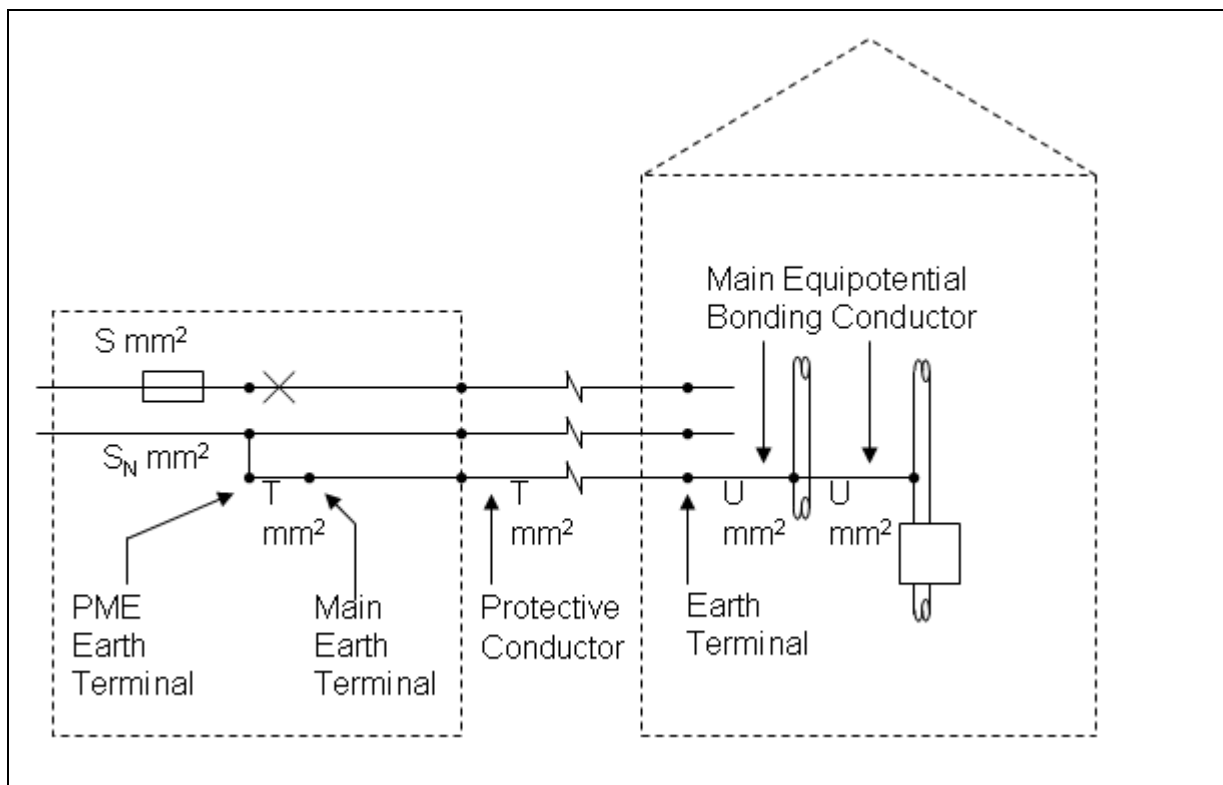 Main Equipotential
Bonding Conductor
S mm²
S_N mm²
T
mm²
T
mm²
U
mm²
U
mm²
PME
Earth
Terminal
Main
Earth
Terminal
Protective
Conductor
Earth
Terminal